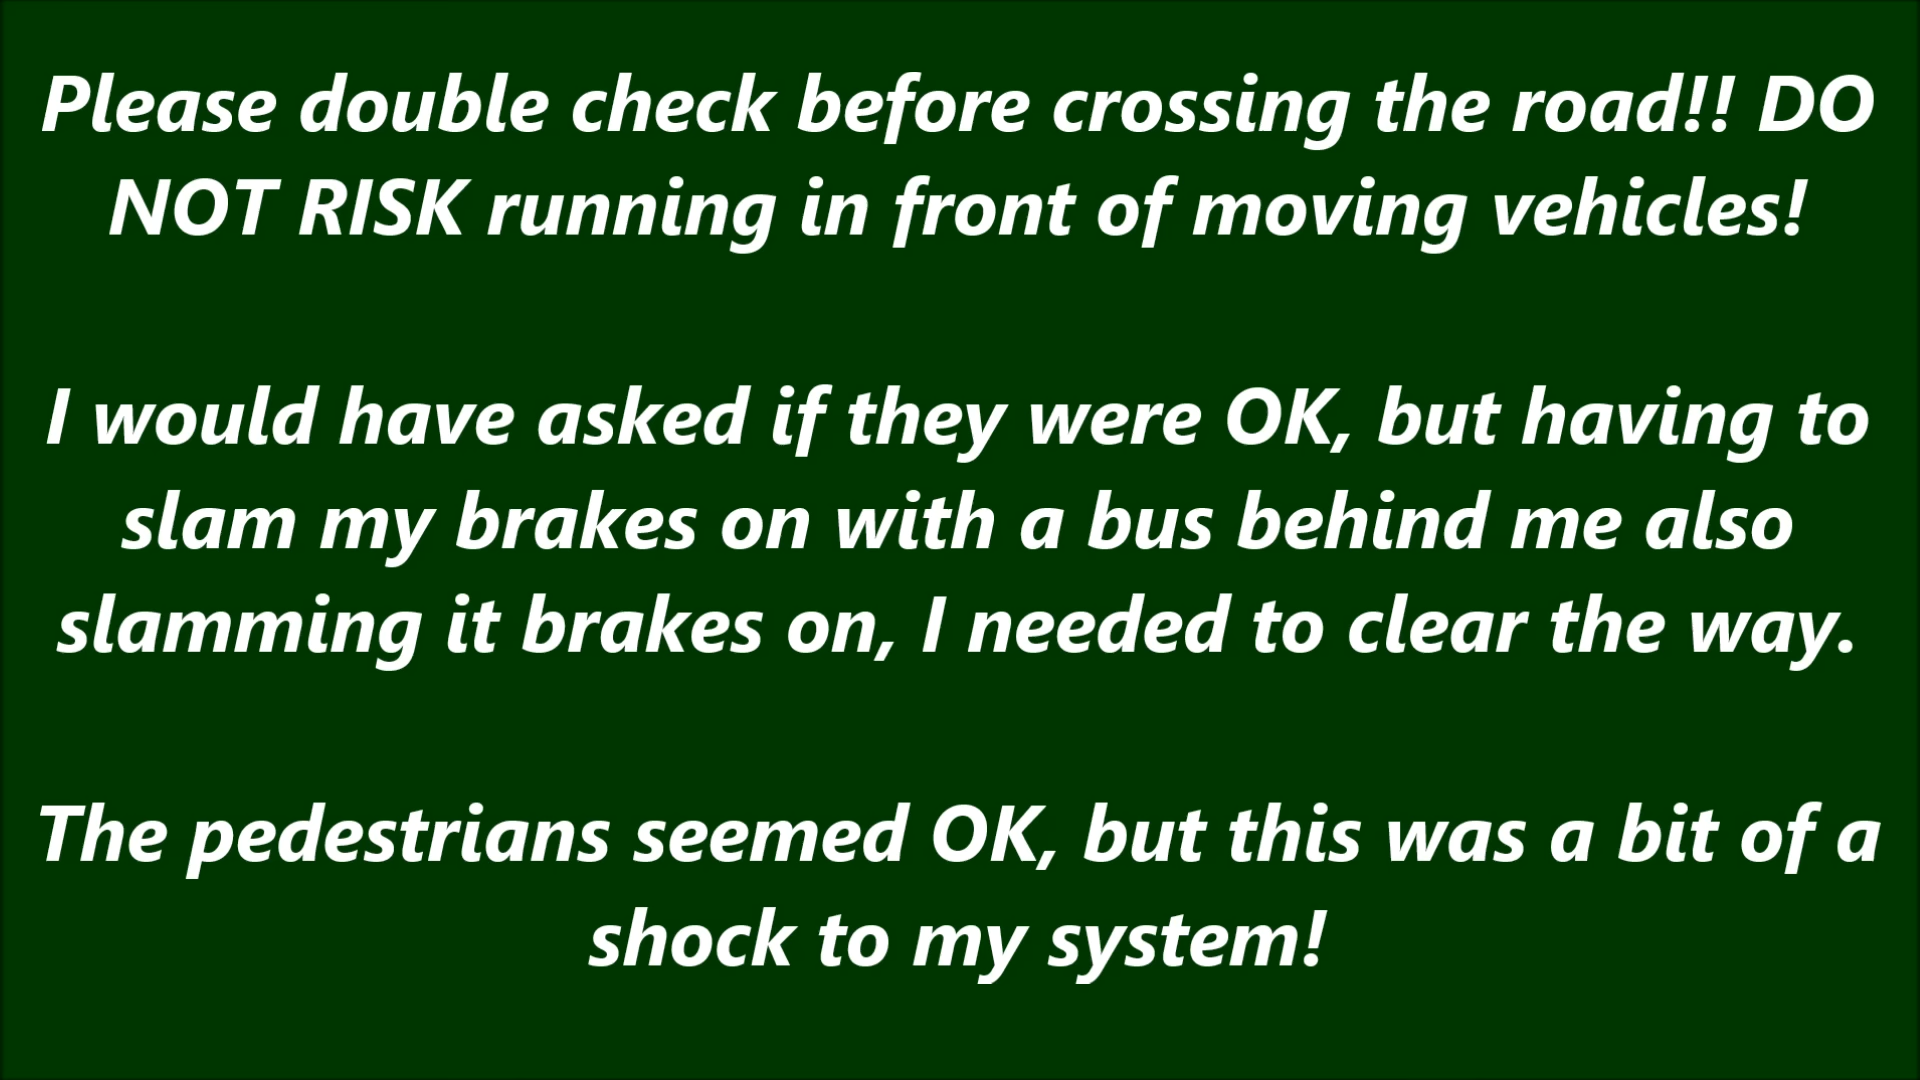 Please double check before crossing the road!! DO
NOT RISK running in front of moving vehicles!
I would have asked if they were OK, but having to
slam my brakes on with a bus behind me also
slamming it brakes on, I needed to clear the way.
The pedestrians seemed OK, but this was a bit of a
shock to my system!